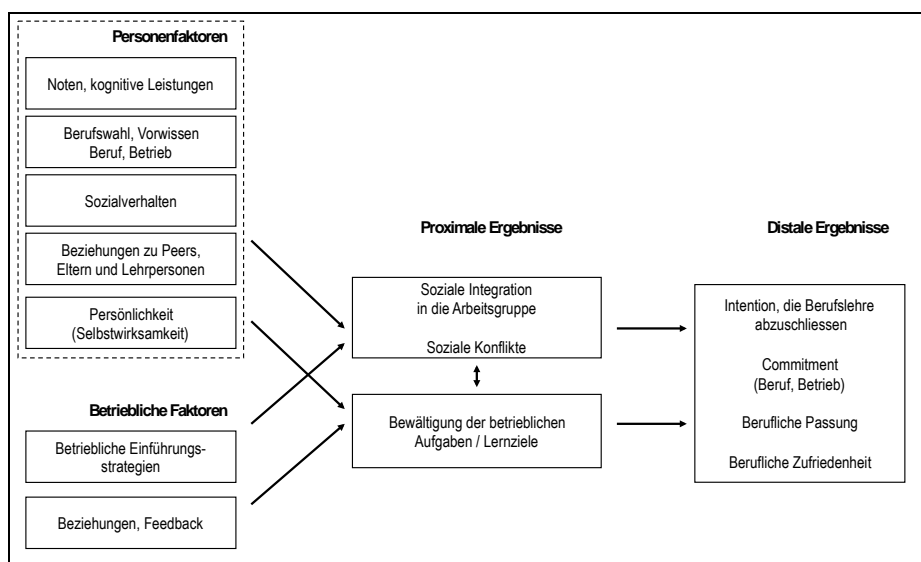 Personenfaktoren
Noten, kognitive Leistungen
Berufswahl, Vorwissen
Beruf, Betrieb
Sozialverhalten
Beziehungen zu Peers,
Eltern und Lehrpersonen
Persönlichkeit
(Selbstwirksamkeit)
Betriebliche Faktoren
Betriebliche Einführungs-
strategien
Beziehungen, Feedback
Proximale Ergebnisse
Soziale Integration
in die Arbeitsgruppe
Soziale Konflikte
Bewältigung der betrieblichen
Aufgaben / Lernziele
Distale Ergebnisse
Intention, die Berufslehre
abzuschliessen
Commitment
(Beruf, Betrieb)
Berufliche Passung
Berufliche Zufriedenheit